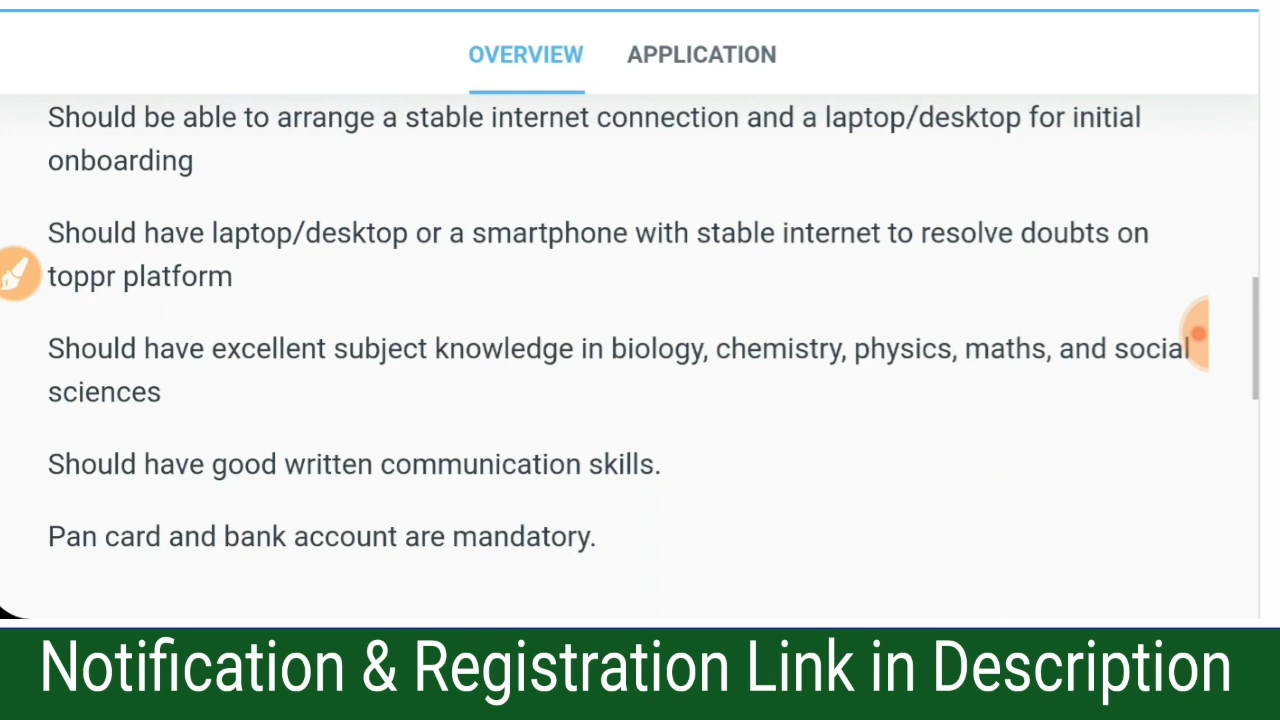 OVERVIEW APPLICATION
Should be able to arrange a stable internet connection and a laptop/desktop for initial
onboarding
Should have laptop/desktop or a smartphone with stable internet to resolve doubts on
toppr platform
Should have excellent subject knowledge in biology, chemistry, physics, maths, and social
sciences
Should have good written communication skills.
Pan card and bank account are mandatory.
Notification & Registration Link in Description